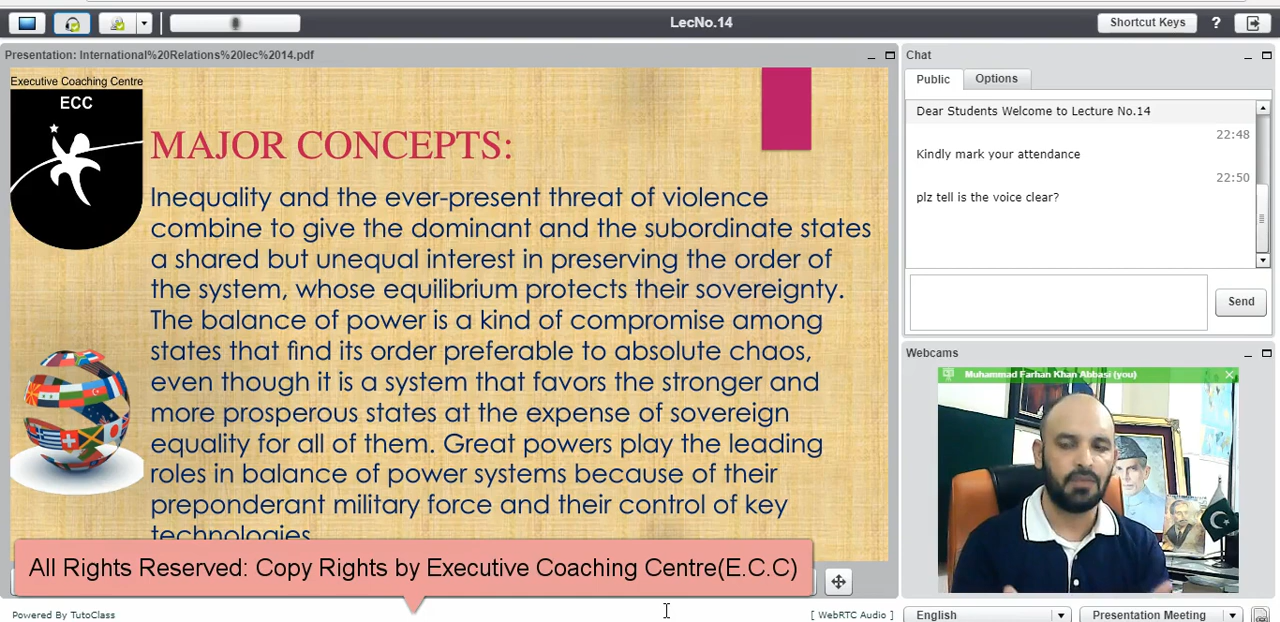 LecNo.14
Shortcut Keys
?
Presentation: International%20Relations%20lec%2014.pdf
Executive Coaching Centre
ECC
MAJOR CONCEPTS:
Inequality and the ever-present threat of violence
combine to give the dominant and the subordinate states
a shared but unequal interest in preserving the order of
the system, whose equilibrium protects their sovereignty.
The balance of power is a kind of compromise among
states that find its order preferable to absolute chaos,
even though it is a system that favors the stronger and
more prosperous states at the expense of sovereign
equality for all of them. Great powers play the leading
roles in balance of power systems because of their
preponderant military force and their control of key
technologies
All Rights Reserved: Copy Rights by Executive Coaching Centre(E.C.C)
Chat
Public
Options
Dear Students Welcome to Lecture No.14
22:48
Kindly mark your attendance
22:50
plz tell is the voice clear?
Send
Webcams
Muhammad Farhan Khan Abbasi (you)
Powered By TutoClass
[ WebRTC Audio ]
English
Presentation Meeting